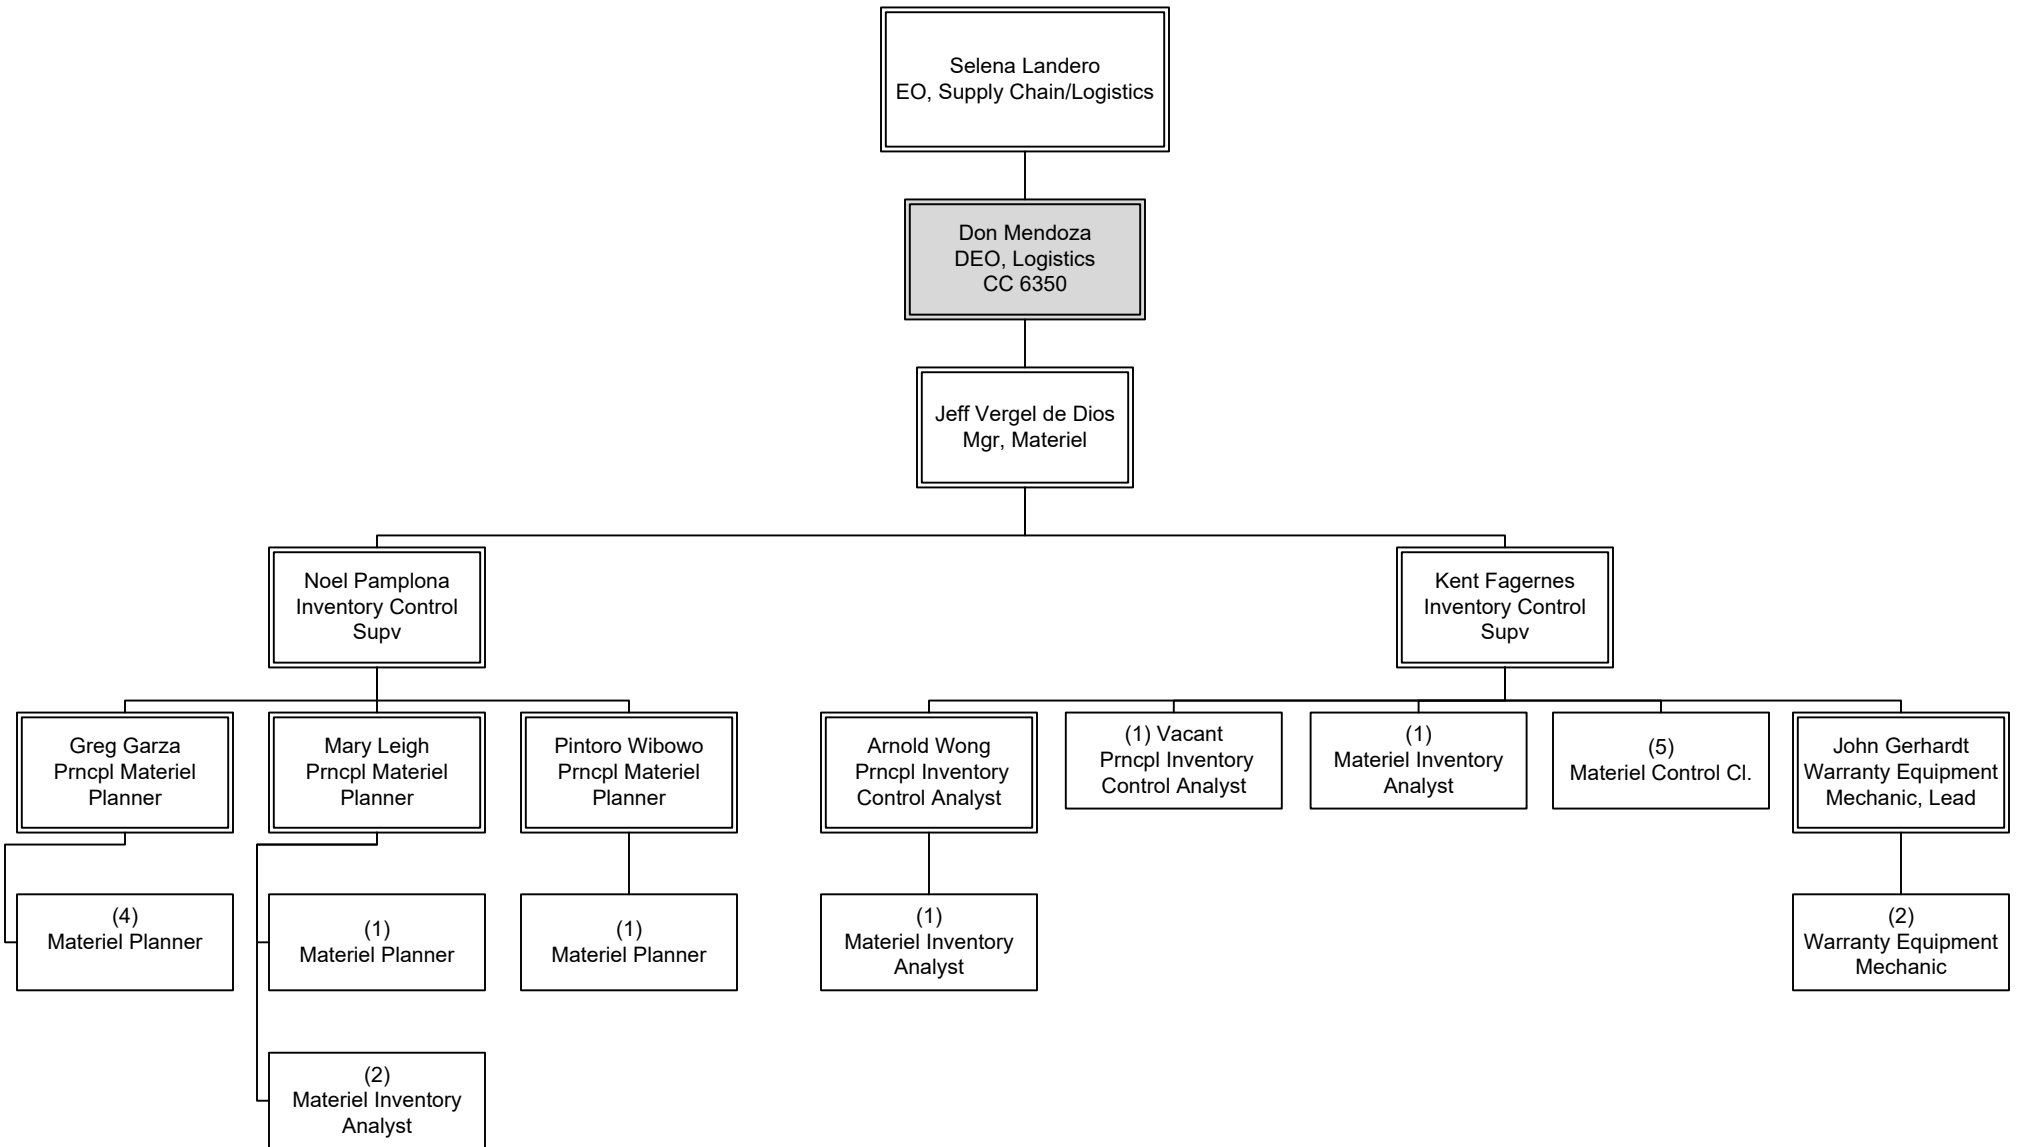 Selena Landero
EO, Supply Chain/Logistics
Don Mendoza
DEO, Logistics
CC 6350
Jeff Vergel de Dios
Mgr, Materiel
Noel Pamplona
Inventory Control
Supv
Kent Fagernes
Inventory Control
Supv
Greg Garza
Prncpl Materiel
Planner
Mary Leigh
Prncpl Materiel
Planner
Pintoro Wibowo
Prncpl Materiel
Planner
Arnold Wong
Prncpl Inventory
Control Analyst
(1) Vacant
Prncpl Inventory
Control Analyst
(1)
Materiel Inventory
Analyst
(5)
Materiel Control Cl.
John Gerhardt
Warranty Equipment
Mechanic, Lead
(4)
Materiel Planner
(1)
Materiel Planner
(1)
Materiel Planner
(1)
Materiel Inventory
Analyst
(2)
Warranty Equipment
Mechanic
(2)
Materiel Inventory
Analyst